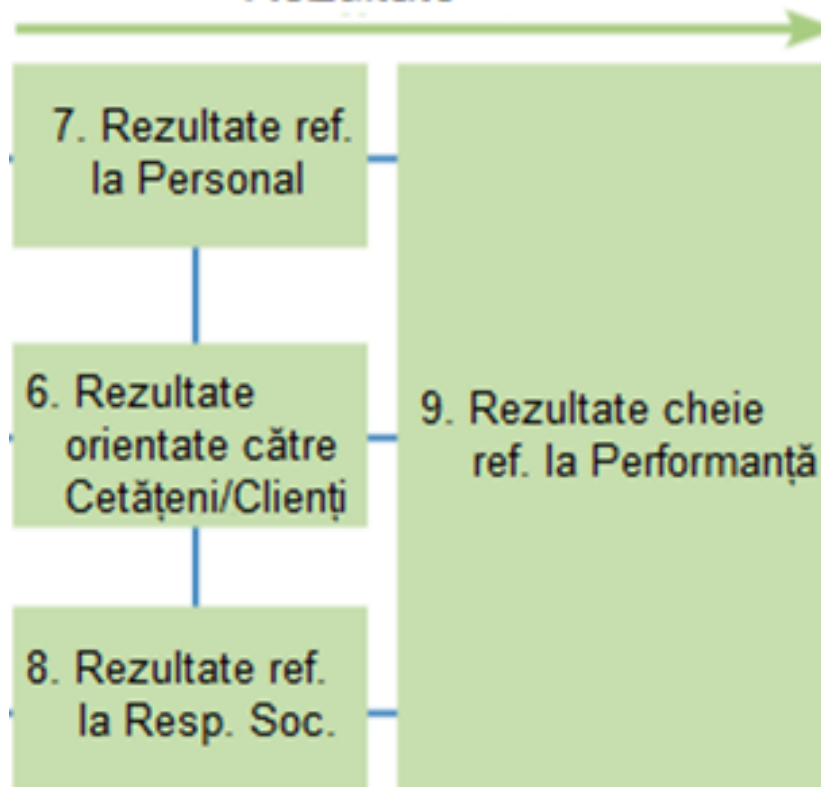 7. Rezultate ref.
la Personal
6. Rezultate
orientate către
Cetățeni/Clienți
8. Rezultate ref.
la Resp. Soc.
9. Rezultate cheie
ref. la Performanță